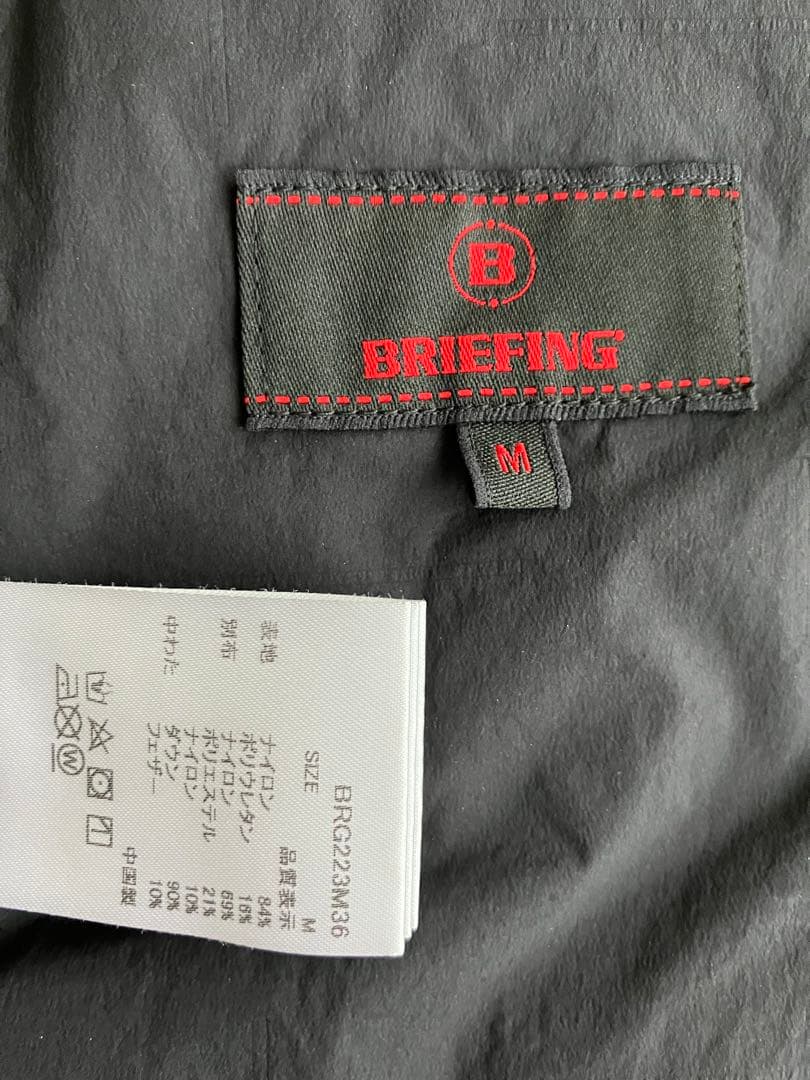 B
BRIEFING
M
BRG223M36
SIZE M
品質表示
表地 ナイロン 84%
ポリウレタン 16%
別布 ナイロン 69%
ポリエステル 21%
ナイロン 10%
中わた ダウン 90%
フェザー 10%
中国製
W